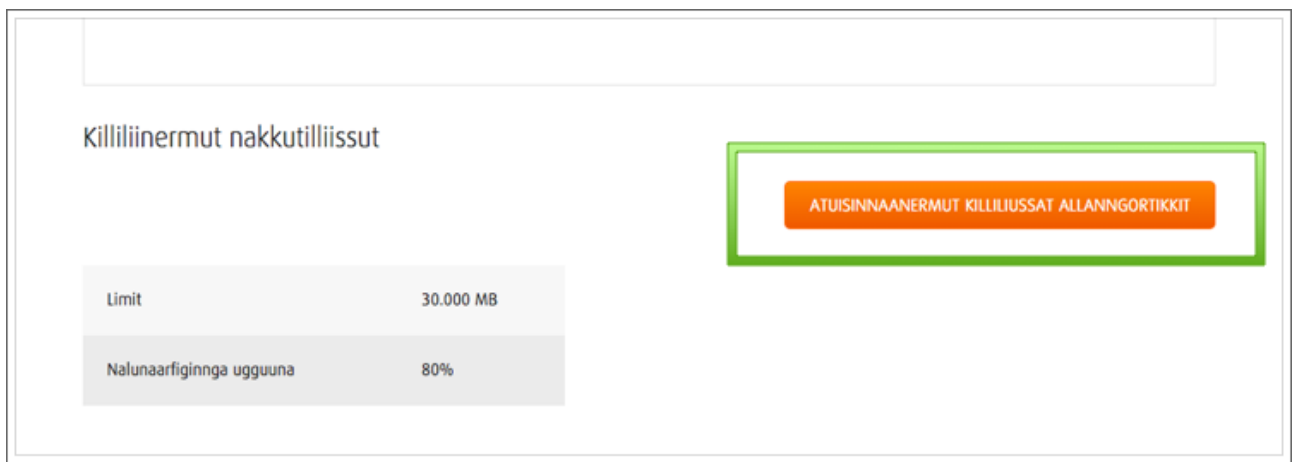 Killiliinermut nakkutilliissut
ATUISINNAANERMUT KILLILIUSSAT ALLANNGORTIKKIT
Limit 30.000 MB
Nalunaarfiginnga ugguuna 80%